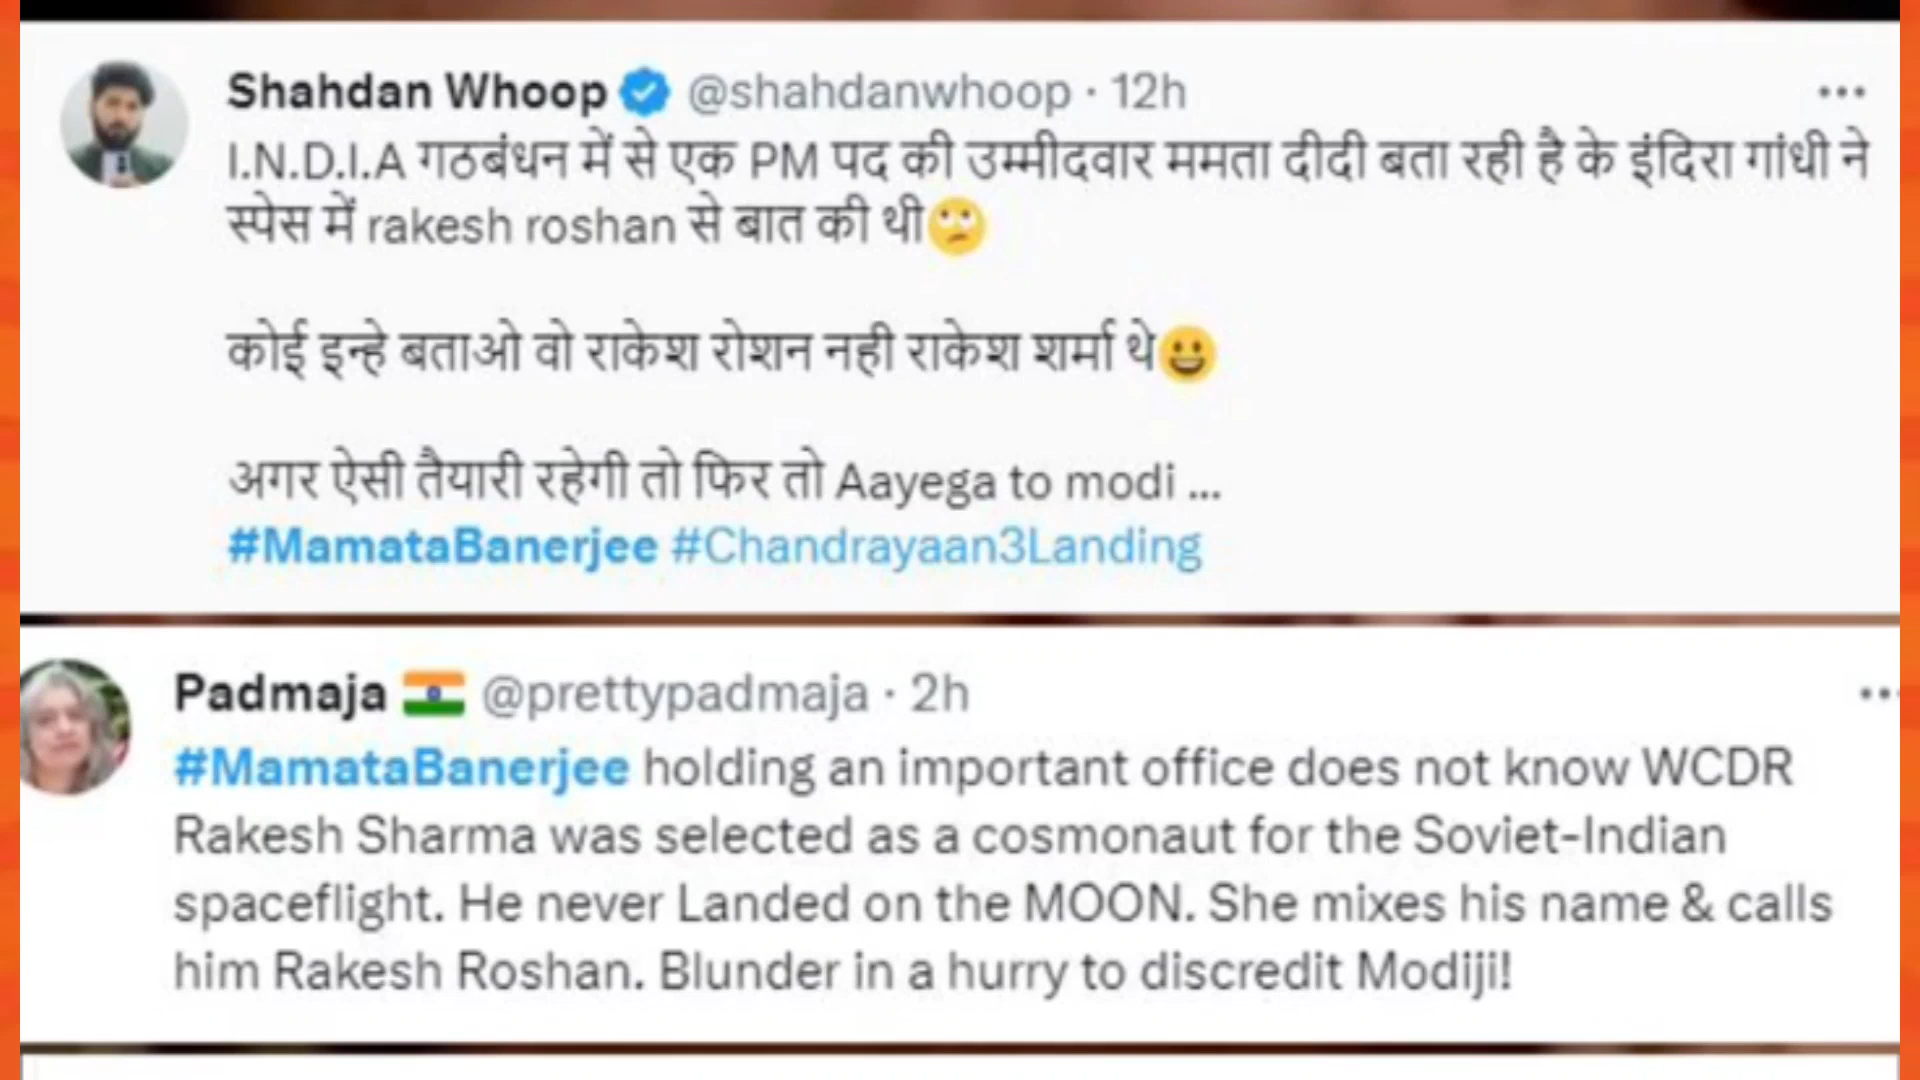 Shahdan Whoop @shahdanwhoop · 12h
I.N.D.I.A गठबंधन में से एक PM पद की उम्मीदवार ममता दीदी बता रही है के इंदिरा गांधी ने
स्पेस में rakesh roshan से बात की थी🙄
कोई इन्हे बताओ वो राकेश रोशन नही राकेश शर्मा थे😀
अगर ऐसी तैयारी रहेगी तो फिर तो Aayega to modi ...
#MamataBanerjee #Chandrayaan3Landing
Padmaja 🇮🇳 @prettypadmaja · 2h
#MamataBanerjee holding an important office does not know WCDR
Rakesh Sharma was selected as a cosmonaut for the Soviet-Indian
spaceflight. He never Landed on the MOON. She mixes his name & calls
him Rakesh Roshan. Blunder in a hurry to discredit Modiji!